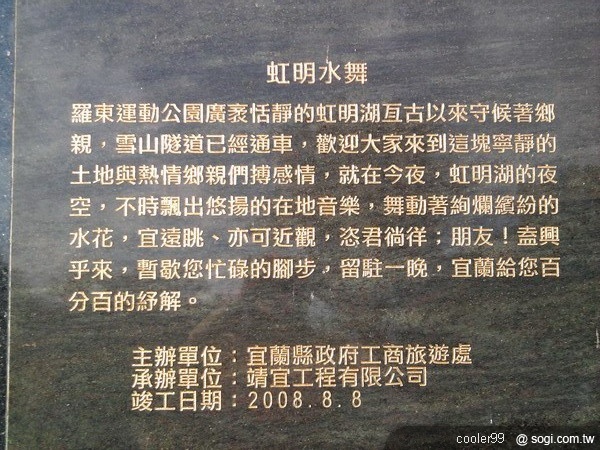 虹明水舞
羅東運動公園廣袤恬靜的虹明湖亙古以來守候著鄉
親，雪山隧道已經通車，歡迎大家來到這塊寧靜的
土地與熱情鄉親們搏感情，就在今夜，虹明湖的夜
空，不時飄出悠揚的在地音樂，舞動著絢爛繽紛的
水花，宜遠眺、亦可近觀，恣君徜徉；朋友！盍興
乎來，暫歇您忙碌的腳步，留駐一晚，宜蘭給您百
分百的紓解。
主辦單位：宜蘭縣政府工商旅遊處
承辦單位：靖宜工程有限公司
竣工日期：2008.8.8
cooler99 @ sogi.com.tw